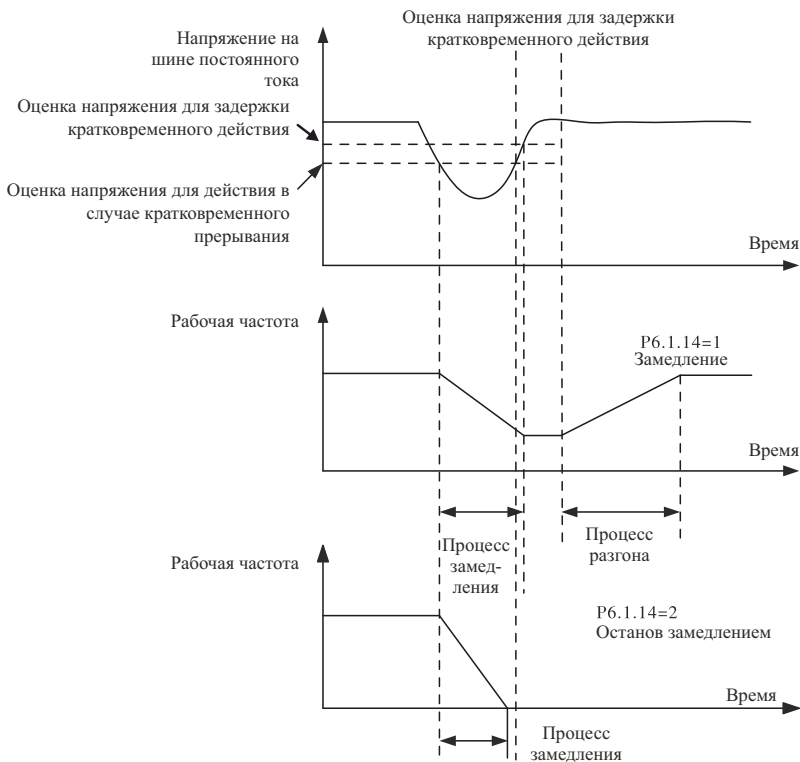 Оценка напряжения для задержки
кратковременного действия
Напряжение на
шине постоянного
тока
Оценка напряжения для задержки
кратковременного действия
Оценка напряжения для действия в
случае кратковременного
прерывания
Время
Рабочая частота
P6.1.14=1
Замедление
Время
Процесс
замед-
ления
Процесс
разгона
Рабочая частота
P6.1.14=2
Останов замедлением
Время
Процесс
замедления